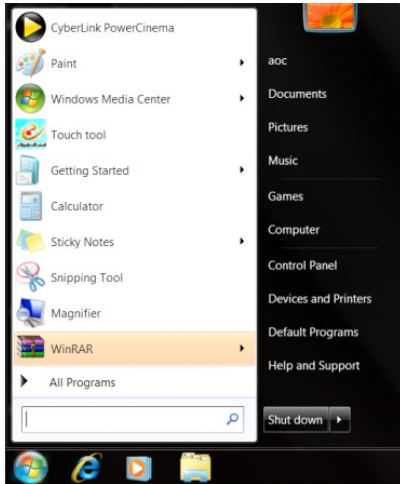 CyberLink PowerCinema
Paint
Windows Media Center
Touch tool
Getting Started
Calculator
Sticky Notes
Snipping Tool
Magnifier
WinRAR
All Programs
aoc
Documents
Pictures
Music
Games
Computer
Control Panel
Devices and Printers
Default Programs
Help and Support
Shut down